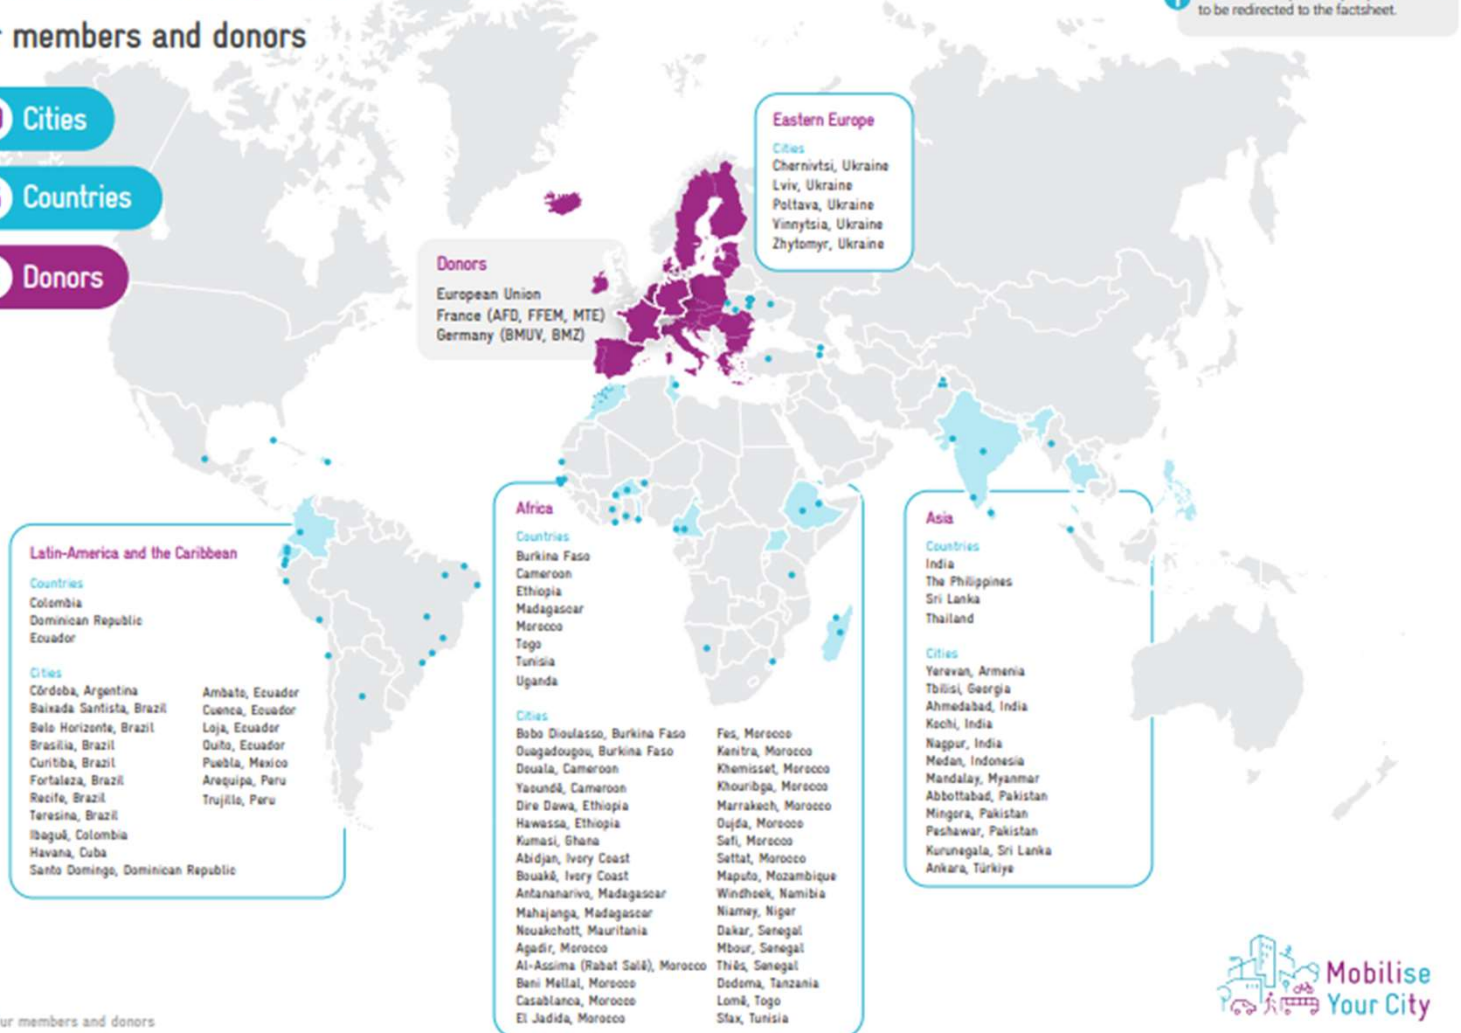 to be redirected to the factsheet.
members and donors
Cities
Countries
Donors
Eastern Europe
Cities
Chernivtsi, Ukraine
Lviv, Ukraine
Poltava, Ukraine
Vinnytsia, Ukraine
Zhytomyr, Ukraine
Donors
European Union
France (AFD, FFEM, MTE)
Germany (BMUV, BMZ)
Latin-America and the Caribbean
Countries
Colombia
Dominican Republic
Ecuador
Cities
Córdoba, Argentina
Baixada Santista, Brazil
Belo Horizonte, Brazil
Brasilia, Brazil
Curitiba, Brazil
Fortaleza, Brazil
Recife, Brazil
Teresina, Brazil
Ibagué, Colombia
Havana, Cuba
Santo Domingo, Dominican Republic
Ambato, Ecuador
Cuenca, Ecuador
Loja, Ecuador
Quito, Ecuador
Puebla, Mexico
Arequipa, Peru
Trujillo, Peru
Africa
Countries
Burkina Faso
Cameroon
Ethiopia
Madagascar
Morocco
Togo
Tunisia
Uganda
Cities
Bobo Dioulasso, Burkina Faso
Ouagadougou, Burkina Faso
Douala, Cameroon
Yaoundé, Cameroon
Dire Dawa, Ethiopia
Hawassa, Ethiopia
Kumasi, Ghana
Abidjan, Ivory Coast
Bouaké, Ivory Coast
Antananarivo, Madagascar
Mahajanga, Madagascar
Nouakchott, Mauritania
Agadir, Morocco
Al-Assima (Rabat Salé), Morocco
Beni Mellal, Morocco
Casablanca, Morocco
El Jadida, Morocco
Fes, Morocco
Kenitra, Morocco
Khemisset, Morocco
Khouribga, Morocco
Marrakech, Morocco
Oujda, Morocco
Safi, Morocco
Settat, Morocco
Maputo, Mozambique
Windhoek, Namibia
Niamey, Niger
Dakar, Senegal
Mbour, Senegal
Thiès, Senegal
Dodoma, Tanzania
Lomé, Togo
Sfax, Tunisia
Asia
Countries
India
The Philippines
Sri Lanka
Thailand
Cities
Yerevan, Armenia
Tbilisi, Georgia
Ahmedabad, India
Kochi, India
Nagpur, India
Medan, Indonesia
Mandalay, Myanmar
Abbottabad, Pakistan
Mingora, Pakistan
Peshawar, Pakistan
Kurunegala, Sri Lanka
Ankara, Türkiye
Mobilise
Your City
ur members and donors